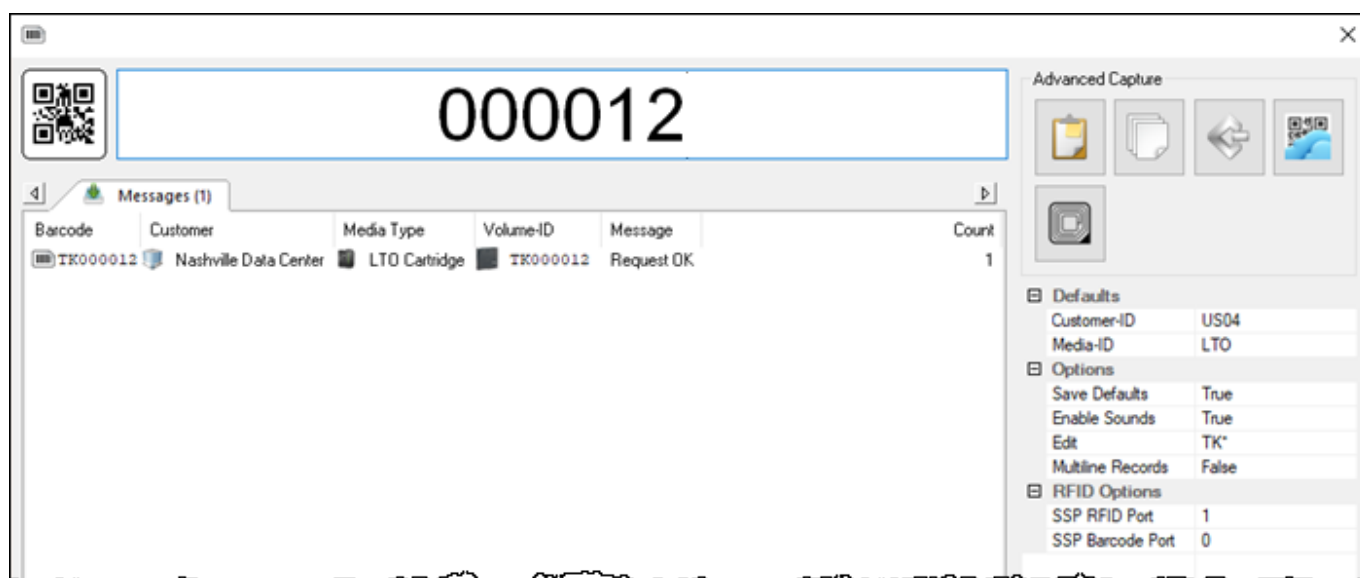 000012
Messages (1)
Barcode Customer Media Type Volume-ID Message Count
TK000012 Nashville Data Center LTO Cartridge TK000012 Request OK 1
Advanced Capture
Defaults
Customer-ID US04
Media-ID LTO
Options
Save Defaults True
Enable Sounds True
Edit TK*
Multiline Records False
RFID Options
SSP RFID Port 1
SSP Barcode Port 0